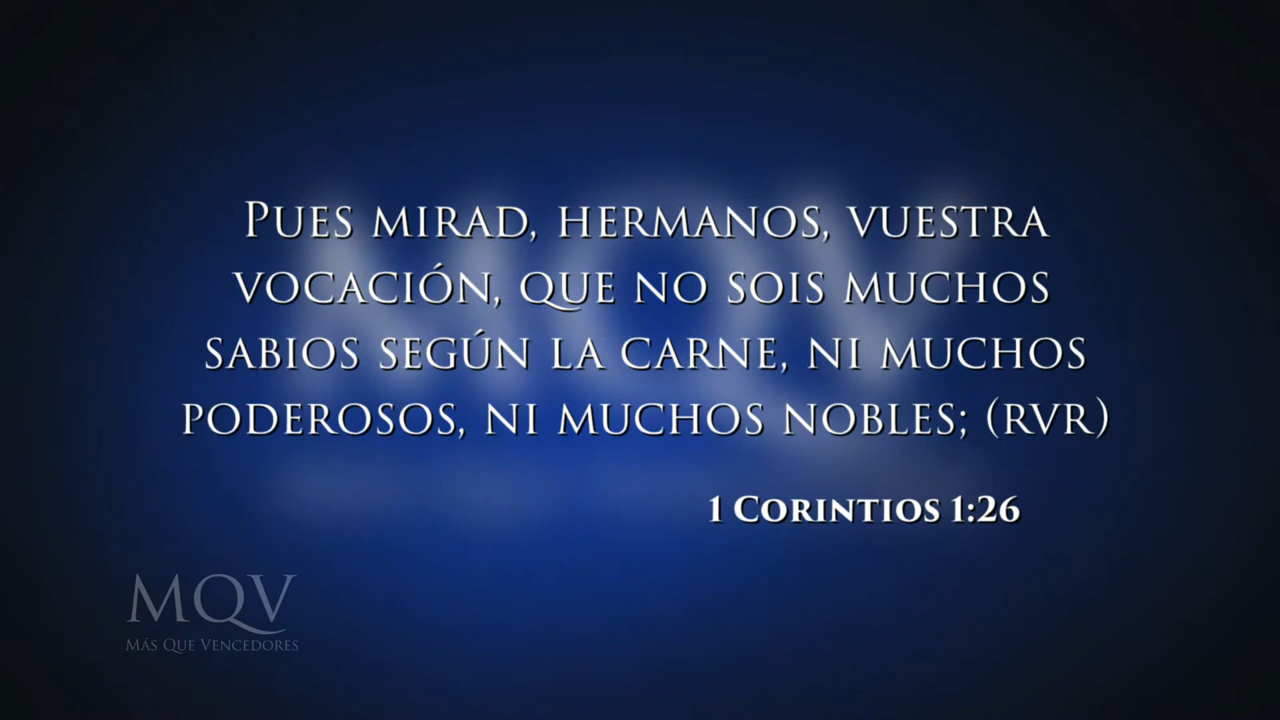 Pues mirad, hermanos, vuestra
vocación, que no sois muchos
sabios según la carne, ni muchos
poderosos, ni muchos nobles; (rvr)
1 Corintios 1:26
MQV
Más Que Vencedores